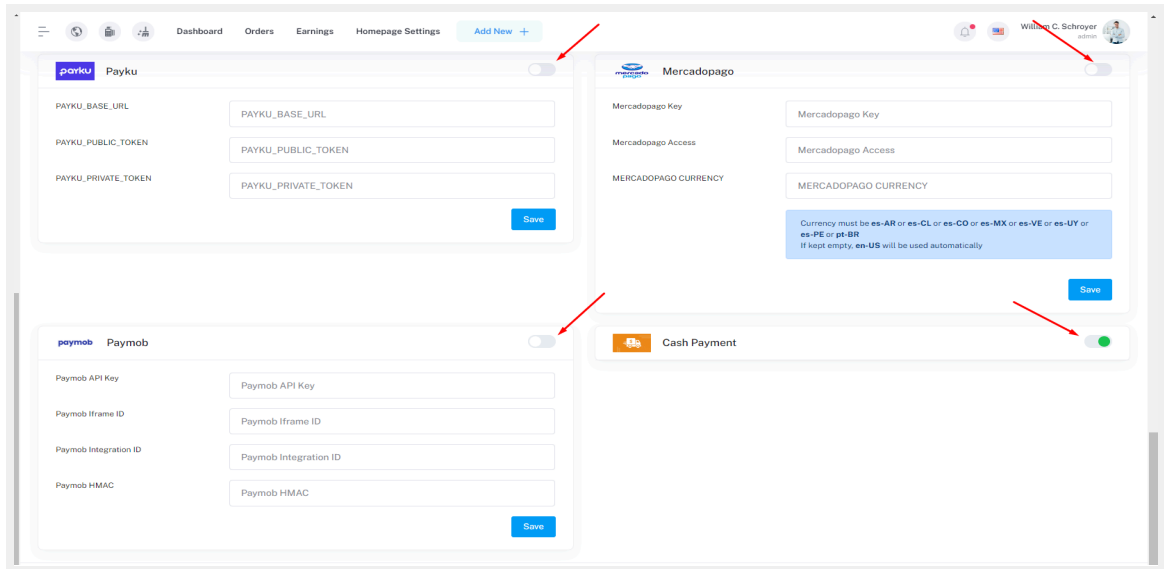 Dashboard Orders Earnings Homepage Settings Add New +
William C. Schroyer
admin
payku Payku
PAYKU_BASE_URL
PAYKU_BASE_URL
PAYKU_PUBLIC_TOKEN
PAYKU_PUBLIC_TOKEN
PAYKU_PRIVATE_TOKEN
PAYKU_PRIVATE_TOKEN
Save
mercado
pago
Mercadopago
Mercadopago Key
Mercadopago Key
Mercadopago Access
Mercadopago Access
MERCADOPAGO CURRENCY
MERCADOPAGO CURRENCY
Currency must be es-AR or es-CL or es-CO or es-MX or es-VE or es-UY or
es-PE or pt-BR
If kept empty, en-US will be used automatically
Save
paymob Paymob
Paymob API Key
Paymob API Key
Paymob Iframe ID
Paymob Iframe ID
Paymob Integration ID
Paymob Integration ID
Paymob HMAC
Paymob HMAC
Save
Cash Payment